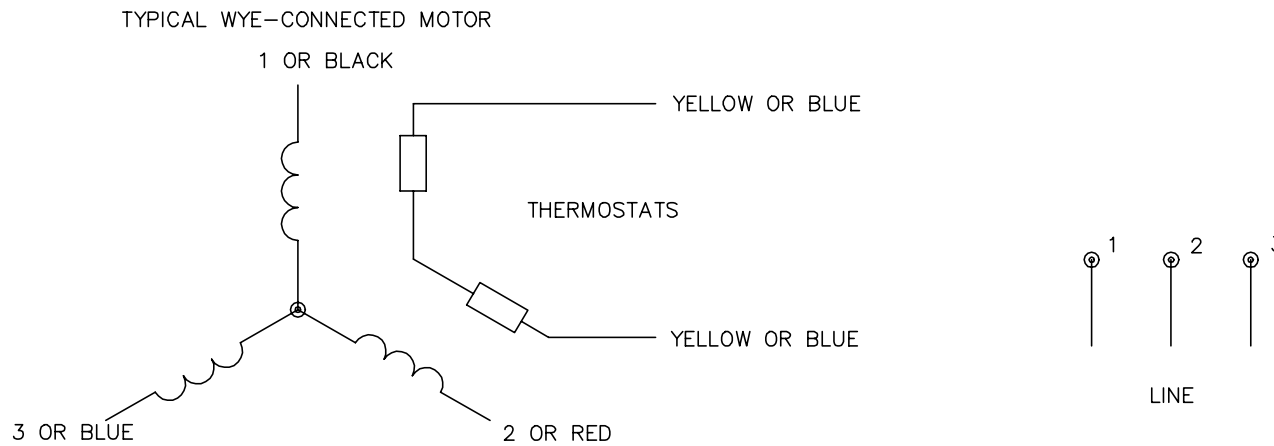 TYPICAL WYE-CONNECTED MOTOR
1 OR BLACK
YELLOW OR BLUE
THERMOSTATS
YELLOW OR BLUE
3 OR BLUE
2 OR RED
1
2
3
LINE